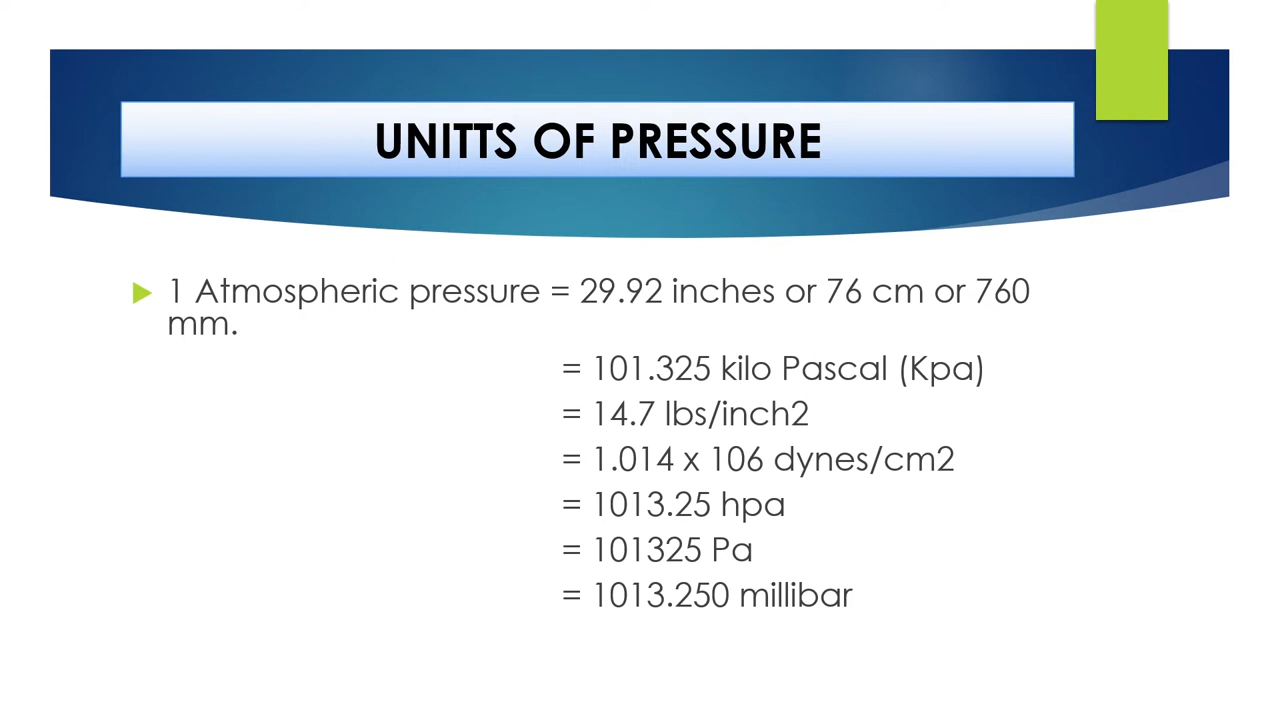 UNITTS OF PRESSURE
1 Atmospheric pressure = 29.92 inches or 76 cm or 760
mm.
= 101.325 kilo Pascal (Kpa)
= 14.7 lbs/inch2
= 1.014 x 106 dynes/cm2
= 1013.25 hpa
= 101325 Pa
= 1013.250 millibar